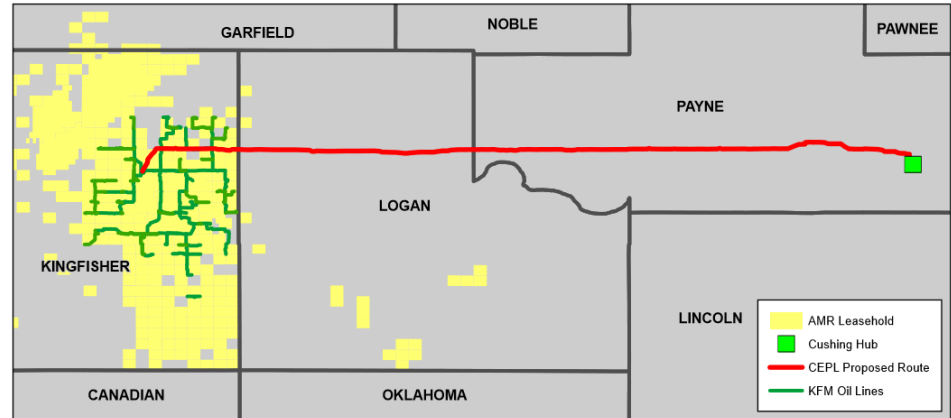 GARFIELD
NOBLE
PAWNEE
PAYNE
LOGAN
KINGFISHER
LINCOLN
CANADIAN
OKLAHOMA
AMR Leasehold
Cushing Hub
CEPL Proposed Route
KFM Oil Lines